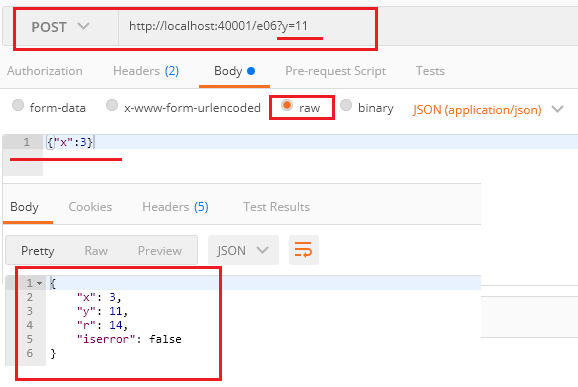 POST http://localhost:40001/e06?y=11
Authorization Headers (2) Body Pre-request Script Tests
form-data x-www-form-urlencoded raw binary JSON (application/json)
1 {"x":3}
Body Cookies Headers (5) Test Results
Pretty Raw Preview JSON
1 {
2 "x": 3,
3 "y": 11,
4 "r": 14,
5 "iserror": false
6 }